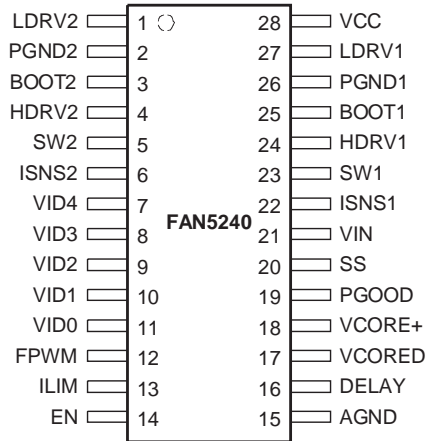 LDRV2 1 28 VCC
PGND2 2 27 LDRV1
BOOT2 3 26 PGND1
HDRV2 4 25 BOOT1
SW2 5 24 HDRV1
ISNS2 6 23 SW1
VID4 7 22 ISNS1
FAN5240
VID3 8 21 VIN
VID2 9 20 SS
VID1 10 19 PGOOD
VID0 11 18 VCORE+
FPWM 12 17 VCORED
ILIM 13 16 DELAY
EN 14 15 AGND